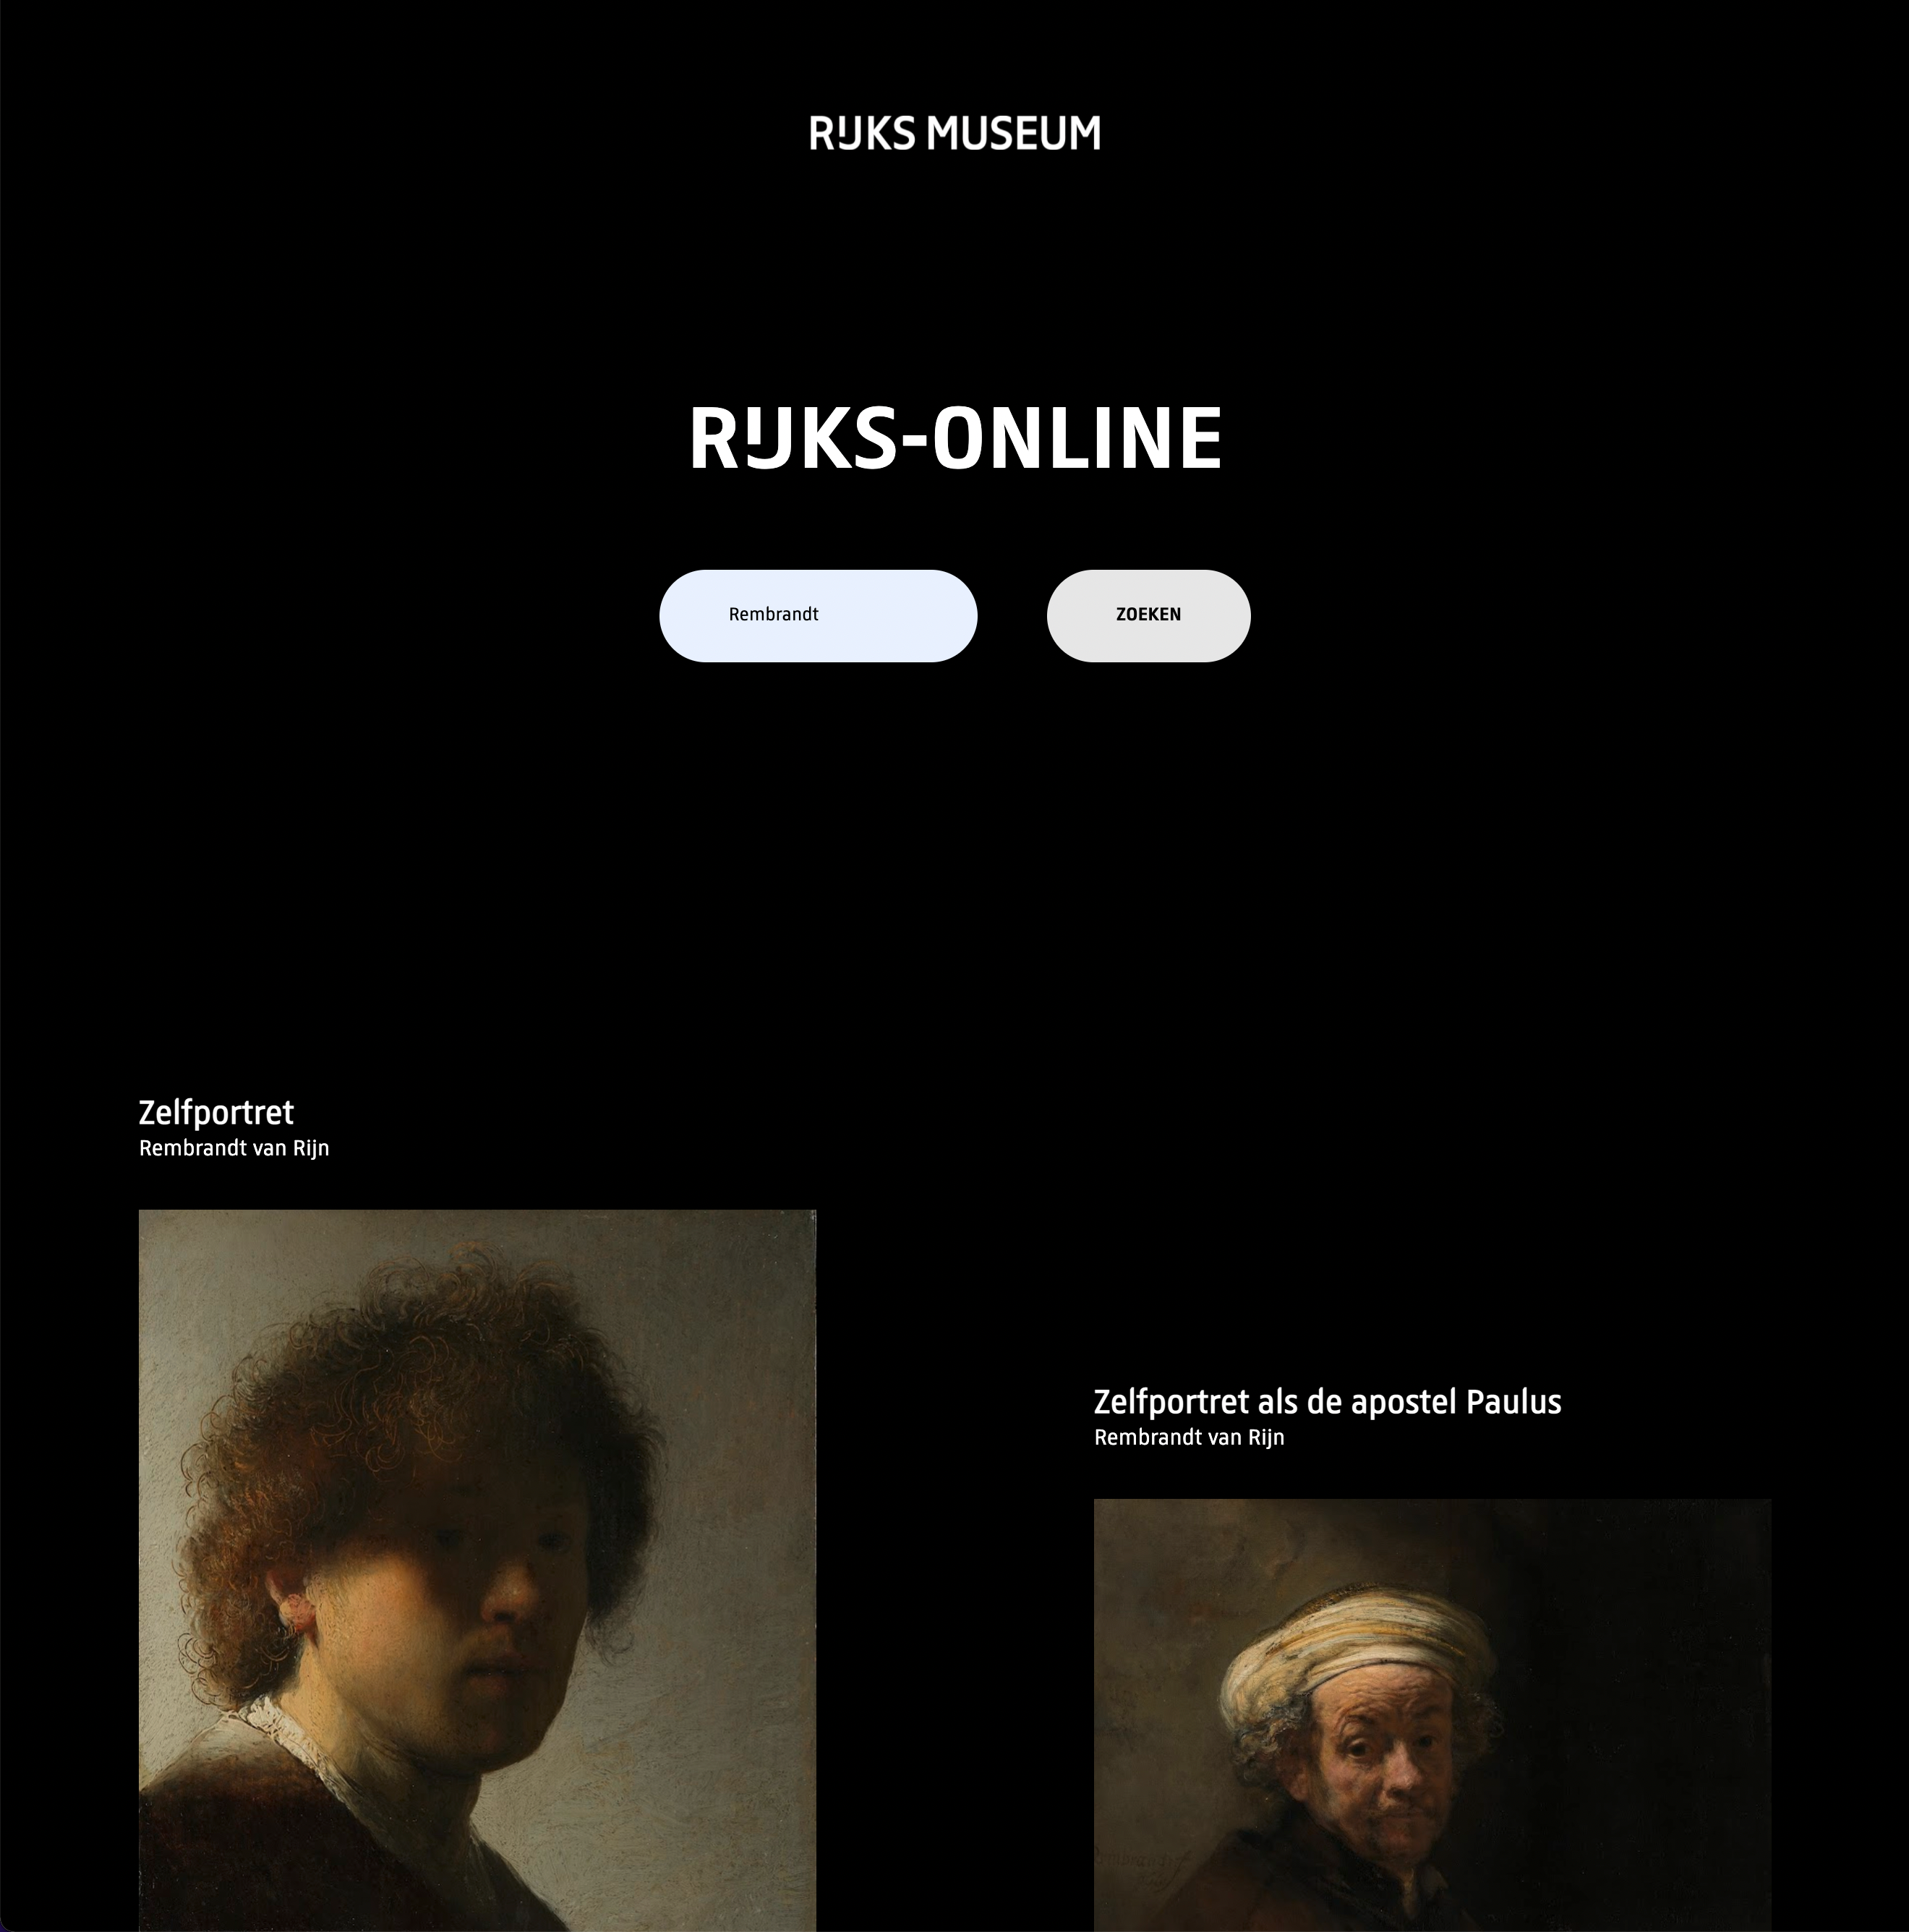 RIJKS MUSEUM
RIJKS-ONLINE
Rembrandt
ZOEKEN
Zelfportret
Rembrandt van Rijn
Zelfportret als de apostel Paulus
Rembrandt van Rijn